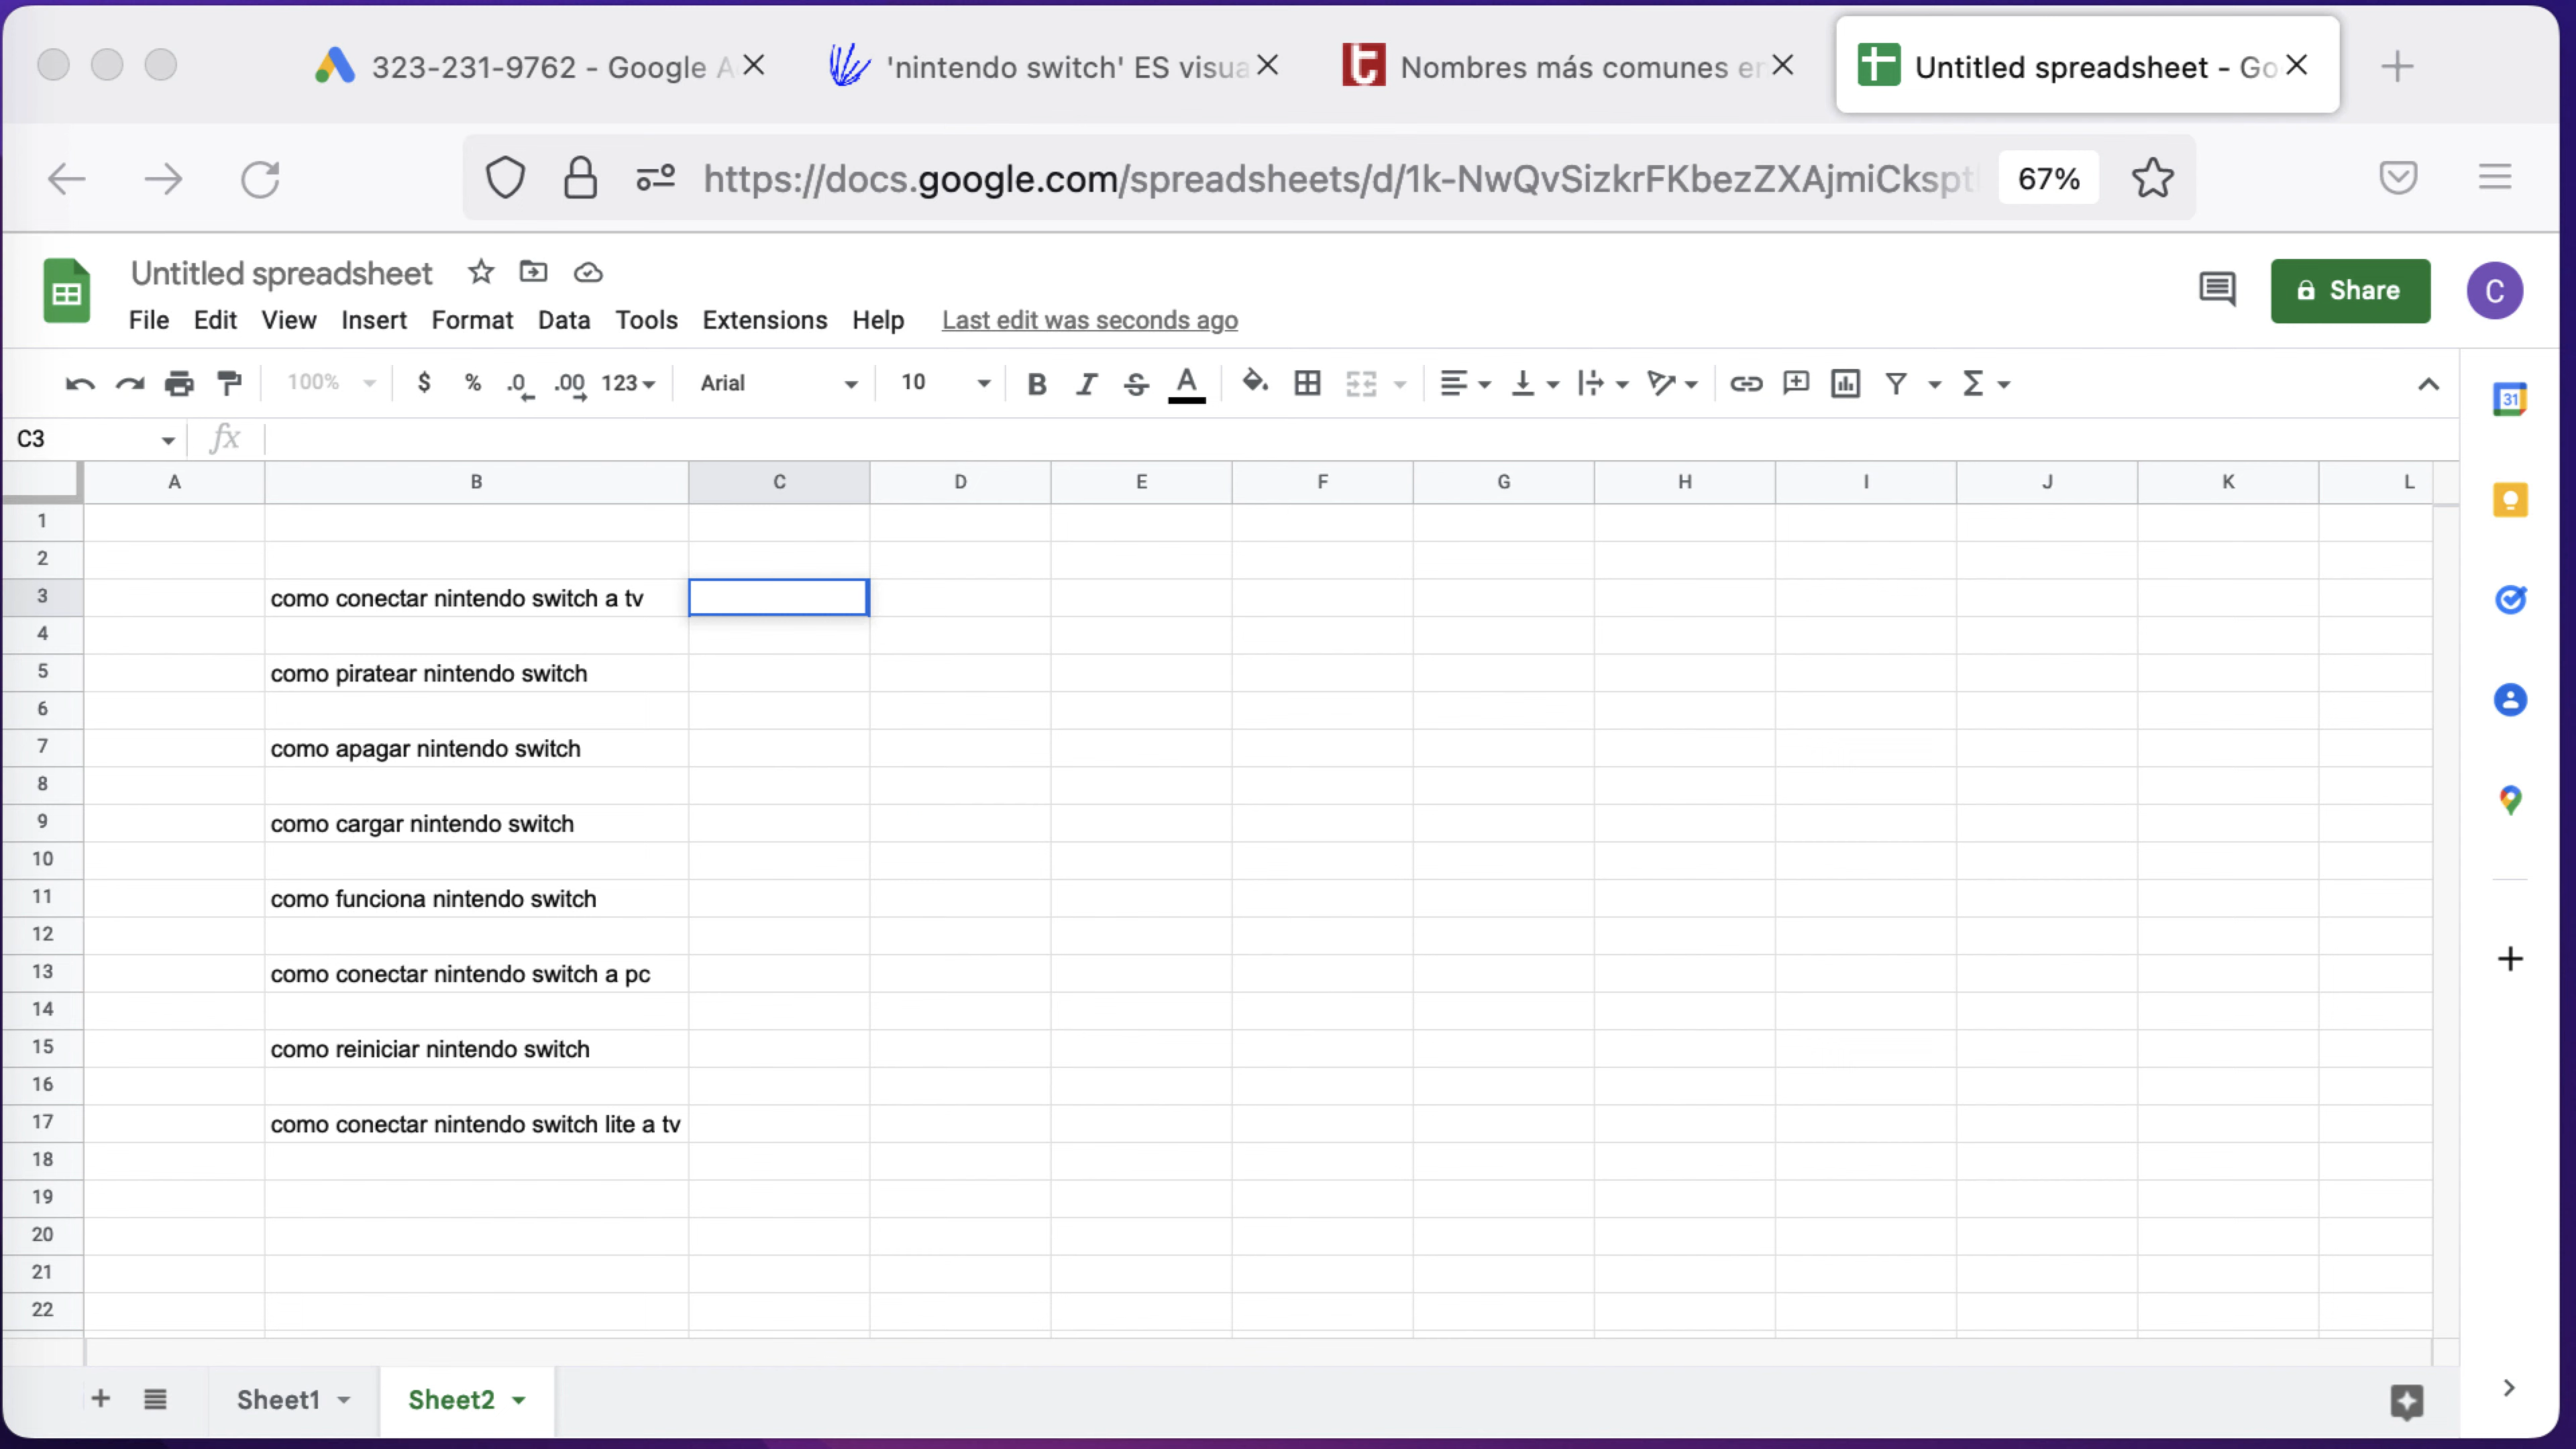 323-231-9762 - Google A
'nintendo switch' ES visua
Nombres más comunes en
Untitled spreadsheet - Go
https://docs.google.com/spreadsheets/d/1k-NwQvSizkrFKbezZXAjmiCkspt
67%
Untitled spreadsheet
File Edit View Insert Format Data Tools Extensions Help Last edit was seconds ago
Share
C
100% $ % .0 .00 123 Arial 10 B I S A
31
C3 fx
A B C D E F G H I J K L
1
2
3 como conectar nintendo switch a tv
4
5 como piratear nintendo switch
6
7 como apagar nintendo switch
8
9 como cargar nintendo switch
10
11 como funciona nintendo switch
12
13 como conectar nintendo switch a pc
14
15 como reiniciar nintendo switch
16
17 como conectar nintendo switch lite a tv
18
19
20
21
22
Sheet1 Sheet2